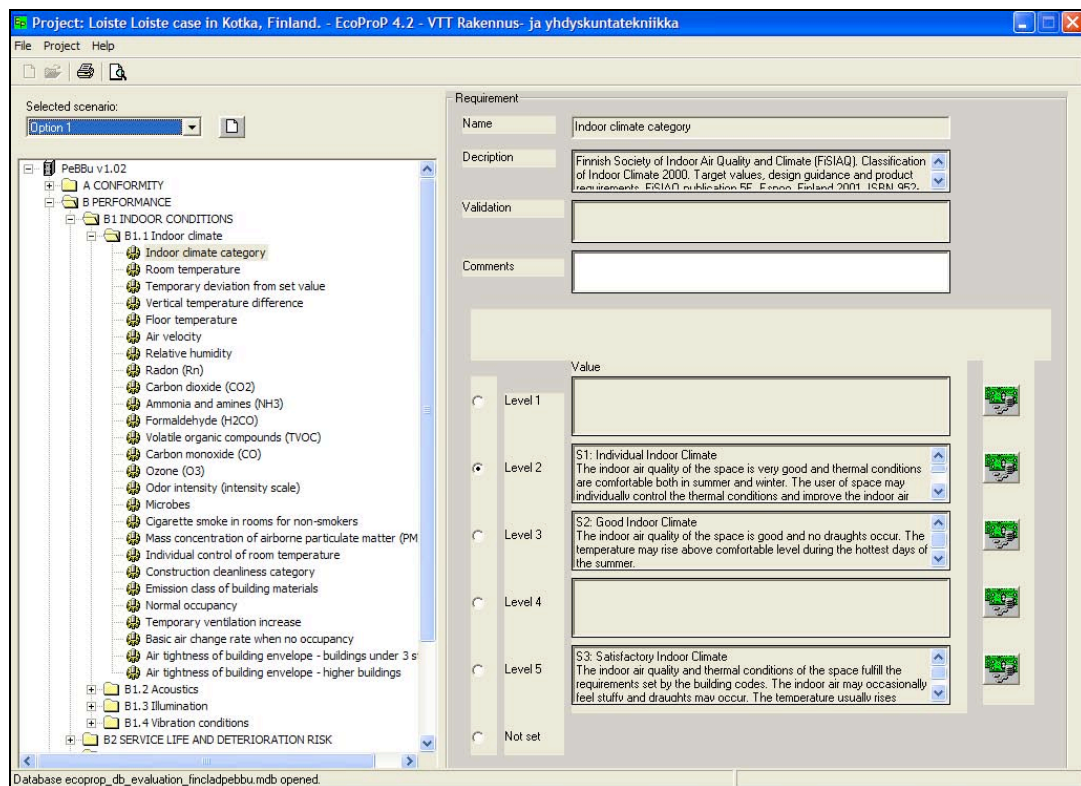 Project: Loiste Loiste case in Kotka, Finland. - EcoProP 4.2 - VTT Rakennus- ja yhdyskuntatekniikka
File Project Help
Selected scenario:
Option 1
PeBBu v1.02
A CONFORMITY
B PERFORMANCE
B1 INDOOR CONDITIONS
B1.1 Indoor climate
Indoor climate category
Room temperature
Temporary deviation from set value
Vertical temperature difference
Floor temperature
Air velocity
Relative humidity
Radon (Rn)
Carbon dioxide (CO2)
Ammonia and amines (NH3)
Formaldehyde (H2CO)
Volatile organic compounds (TVOC)
Carbon monoxide (CO)
Ozone (O3)
Odor intensity (intensity scale)
Microbes
Cigarette smoke in rooms for non-smokers
Mass concentration of airborne particulate matter (PM
Individual control of room temperature
Construction cleanliness category
Emission class of building materials
Normal occupancy
Temporary ventilation increase
Basic air change rate when no occupancy
Air tightness of building envelope - buildings under 3 st
Air tightness of building envelope - higher buildings
B1.2 Acoustics
B1.3 Illumination
B1.4 Vibration conditions
B2 SERVICE LIFE AND DETERIORATION RISK
Requirement
Name
Indoor climate category
Decription
Finnish Society of Indoor Air Quality and Climate (FiSIAQ). Classification
of Indoor Climate 2000. Target values, design guidance and product
requirements. FiSIAQ publication 5E. Espoo, Finland 2001. ISBN 952-
Validation
Comments
Value
Level 1
Level 2
S1: Individual Indoor Climate
The indoor air quality of the space is very good and thermal conditions
are comfortable both in summer and winter. The user of space may
individually control the thermal conditions and improve the indoor air
Level 3
S2: Good Indoor Climate
The indoor air quality of the space is good and no draughts occur. The
temperature may rise above comfortable level during the hottest days of
the summer.
Level 4
Level 5
S3: Satisfactory Indoor Climate
The indoor air quality and thermal conditions of the space fulfill the
requirements set by the building codes. The indoor air may occasionally
feel stuffy and draughts may occur. The temperature usually rises
Not set
Database ecoprop_db_evaluation_fincladpebbu.mdb opened.